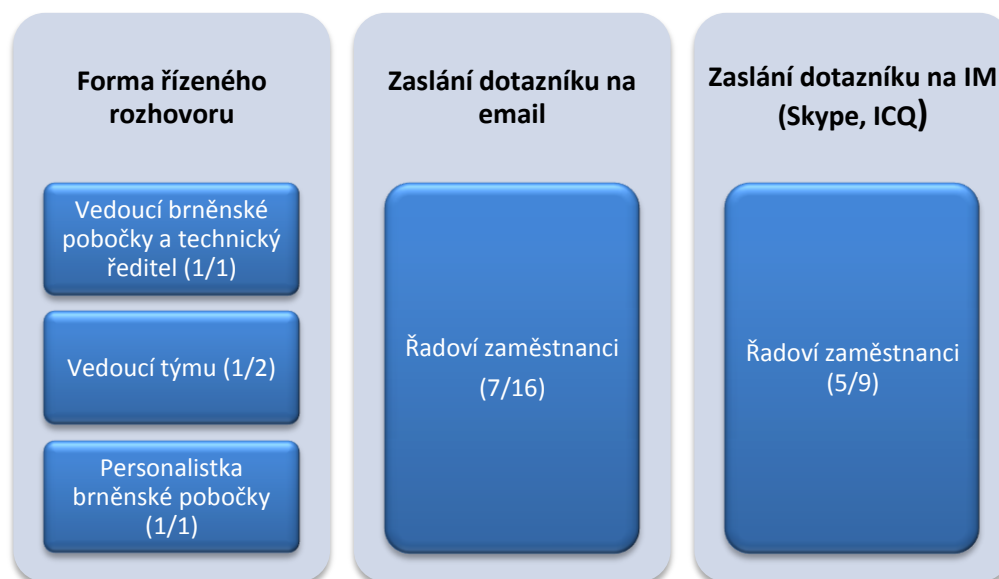 Forma řízeného
rozhovoru
Vedoucí brněnské
pobočky a technický
ředitel (1/1)
Vedoucí týmu (1/2)
Personalistka
brněnské pobočky
(1/1)
Zaslání dotazníku na
email
Řadoví zaměstnanci
(7/16)
Zaslání dotazníku na IM
(Skype, ICQ)
Řadoví zaměstnanci
(5/9)